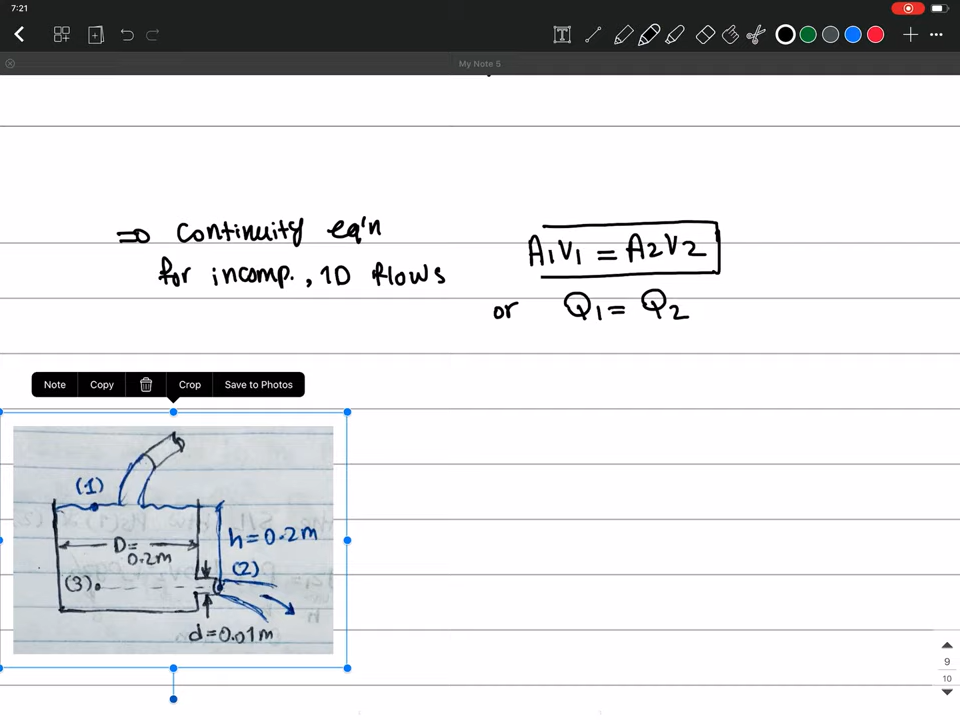 7:21
My Note 5
⇒ Continuity eq'n
for incomp., 1D flows
A1V1 = A2V2
or Q1 = Q2
Note Copy Crop Save to Photos
(1)
h = 0.2m
D = 0.2m
(2)
(3)
d = 0.01m
9
10